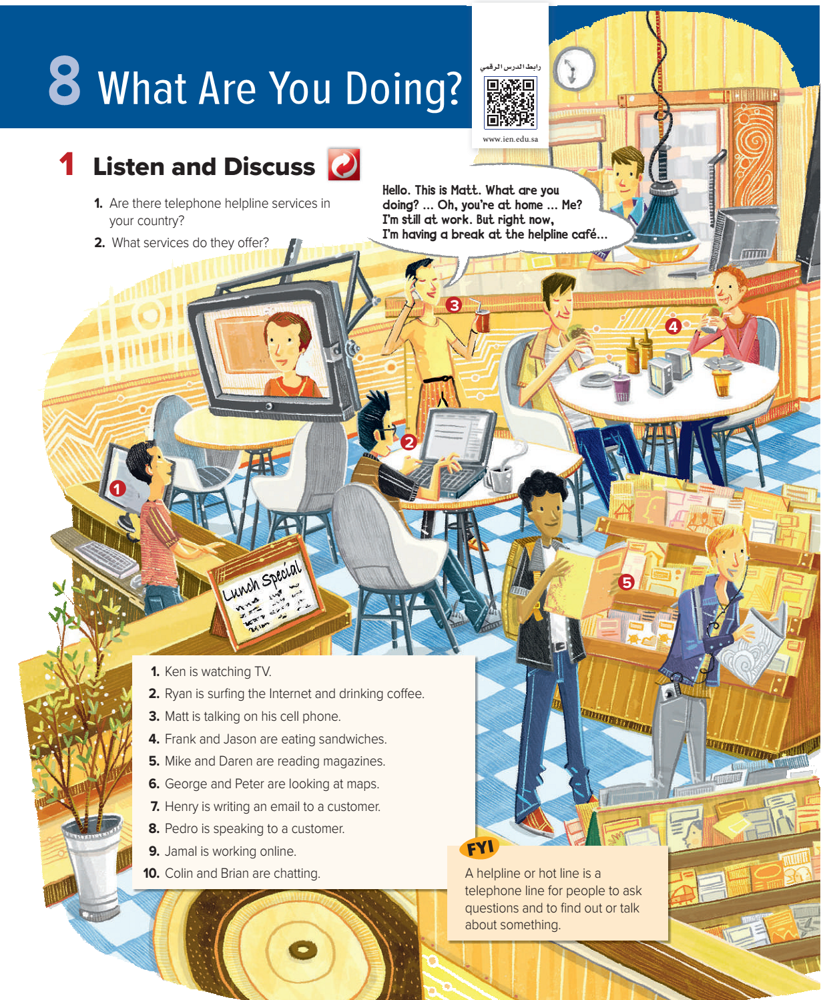 8 What Are You Doing?
رابط الدرس الرقمي
www.ien.edu.sa
1 Listen and Discuss
1. Are there telephone helpline services in
your country?
2. What services do they offer?
Hello. This is Matt. What are you
doing? ... Oh, you're at home ... Me?
I'm still at work. But right now,
I'm having a break at the helpline café...
3
4
2
1
5
Lunch Special
1. Ken is watching TV.
2. Ryan is surfing the Internet and drinking coffee.
3. Matt is talking on his cell phone.
4. Frank and Jason are eating sandwiches.
5. Mike and Daren are reading magazines.
6. George and Peter are looking at maps.
7. Henry is writing an email to a customer.
8. Pedro is speaking to a customer.
9. Jamal is working online.
10. Colin and Brian are chatting.
FYI
A helpline or hot line is a
telephone line for people to ask
questions and to find out or talk
about something.